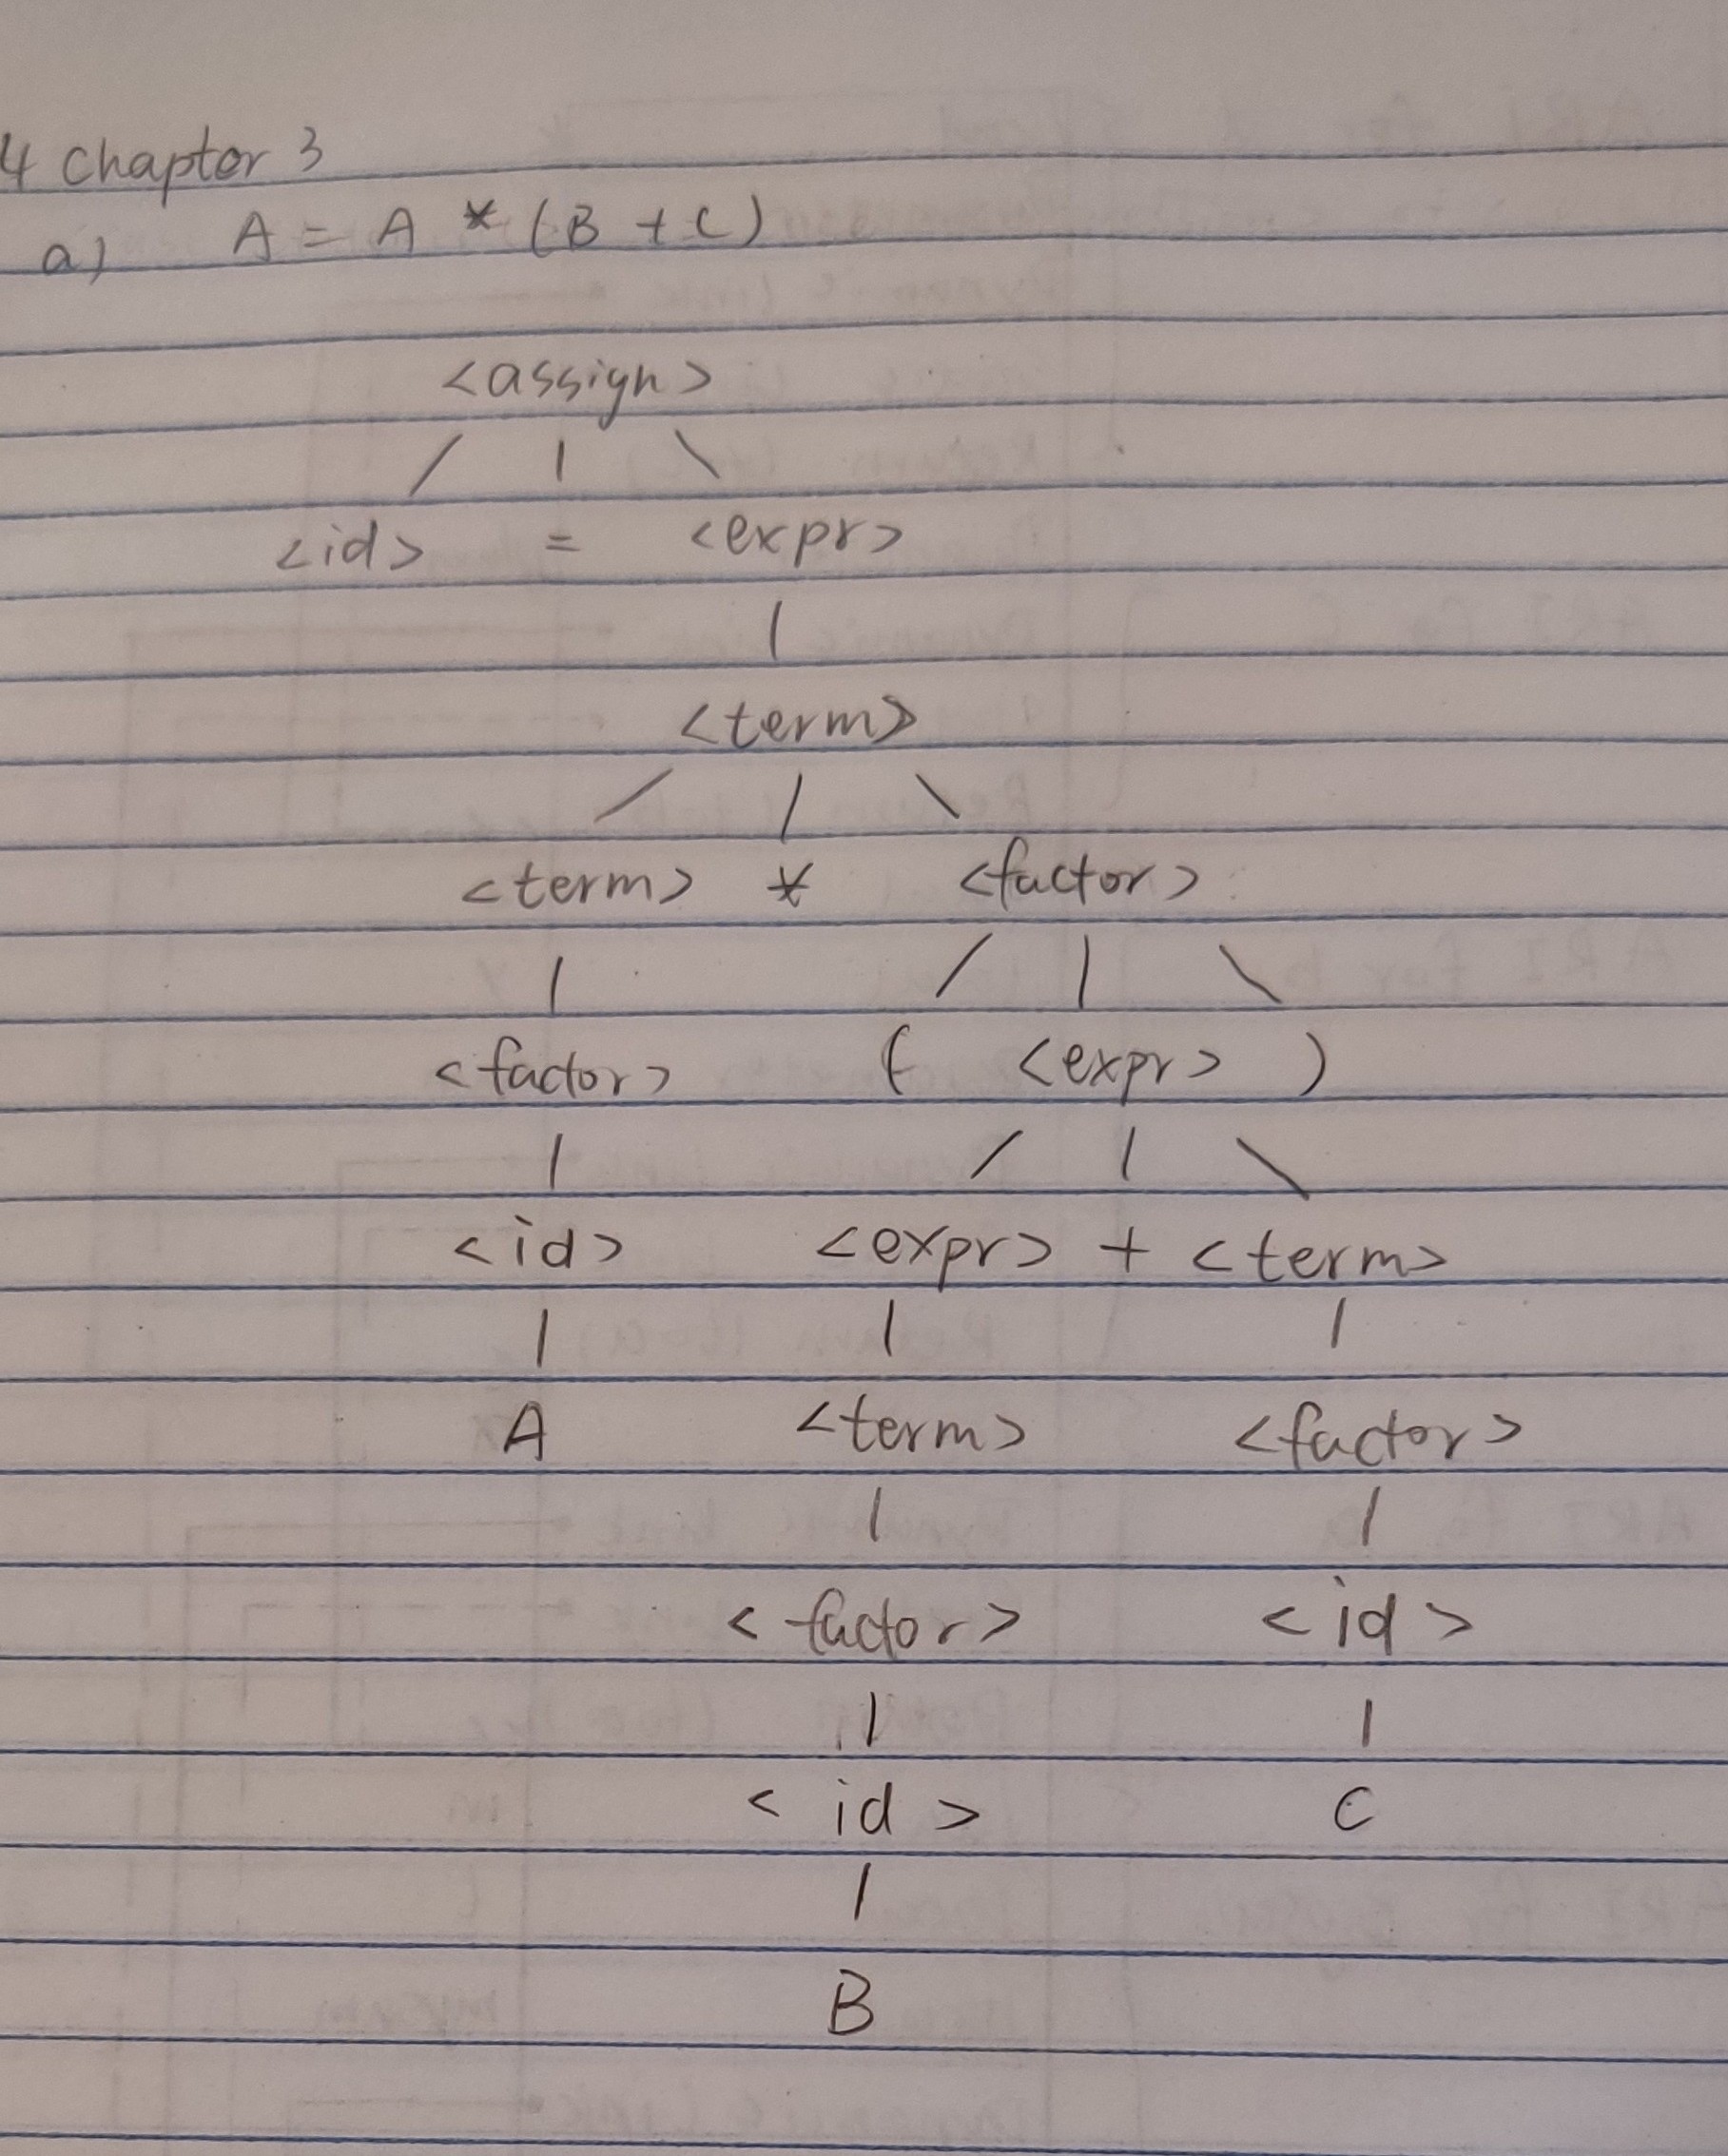 4 Chapter 3
a) A = A * (B + C)
<assign>
/ | \
<id> = <expr>
|
<term>
/ | \
<term> * <factor>
| / | \
<factor> ( <expr> )
| / | \
<id> <expr> + <term>
| | |
A <term> <factor>
| |
<factor> <id>
| |
<id> C
|
B